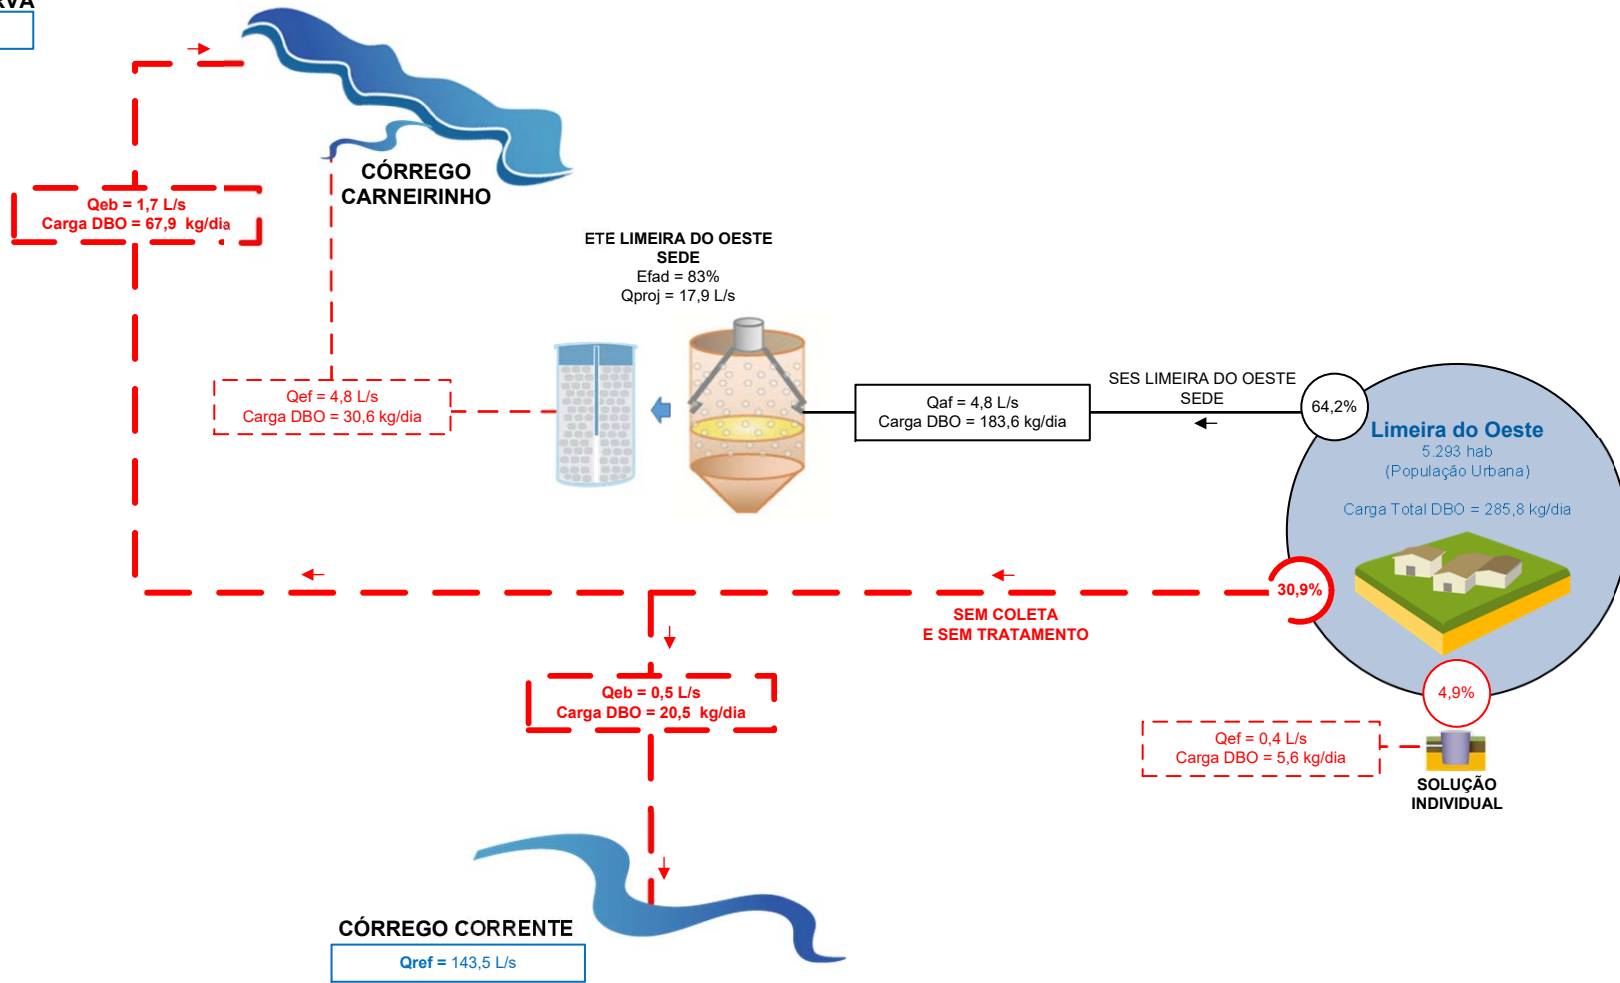 CÓRREGO
CARNEIRINHO
Qeb = 1,7 L/s
Carga DBO = 67,9 kg/dia
ETE LIMEIRA DO OESTE
SEDE
Efad = 83%
Qproj = 17,9 L/s
Qef = 4,8 L/s
Carga DBO = 30,6 kg/dia
Qaf = 4,8 L/s
Carga DBO = 183,6 kg/dia
SES LIMEIRA DO OESTE
SEDE
64,2%
Limeira do Oeste
5.293 hab
(População Urbana)
Carga Total DBO = 285,8 kg/dia
30,9%
SEM COLETA
E SEM TRATAMENTO
Qeb = 0,5 L/s
Carga DBO = 20,5 kg/dia
4,9%
Qef = 0,4 L/s
Carga DBO = 5,6 kg/dia
SOLUÇÃO
INDIVIDUAL
CÓRREGO CORRENTE
Qref = 143,5 L/s